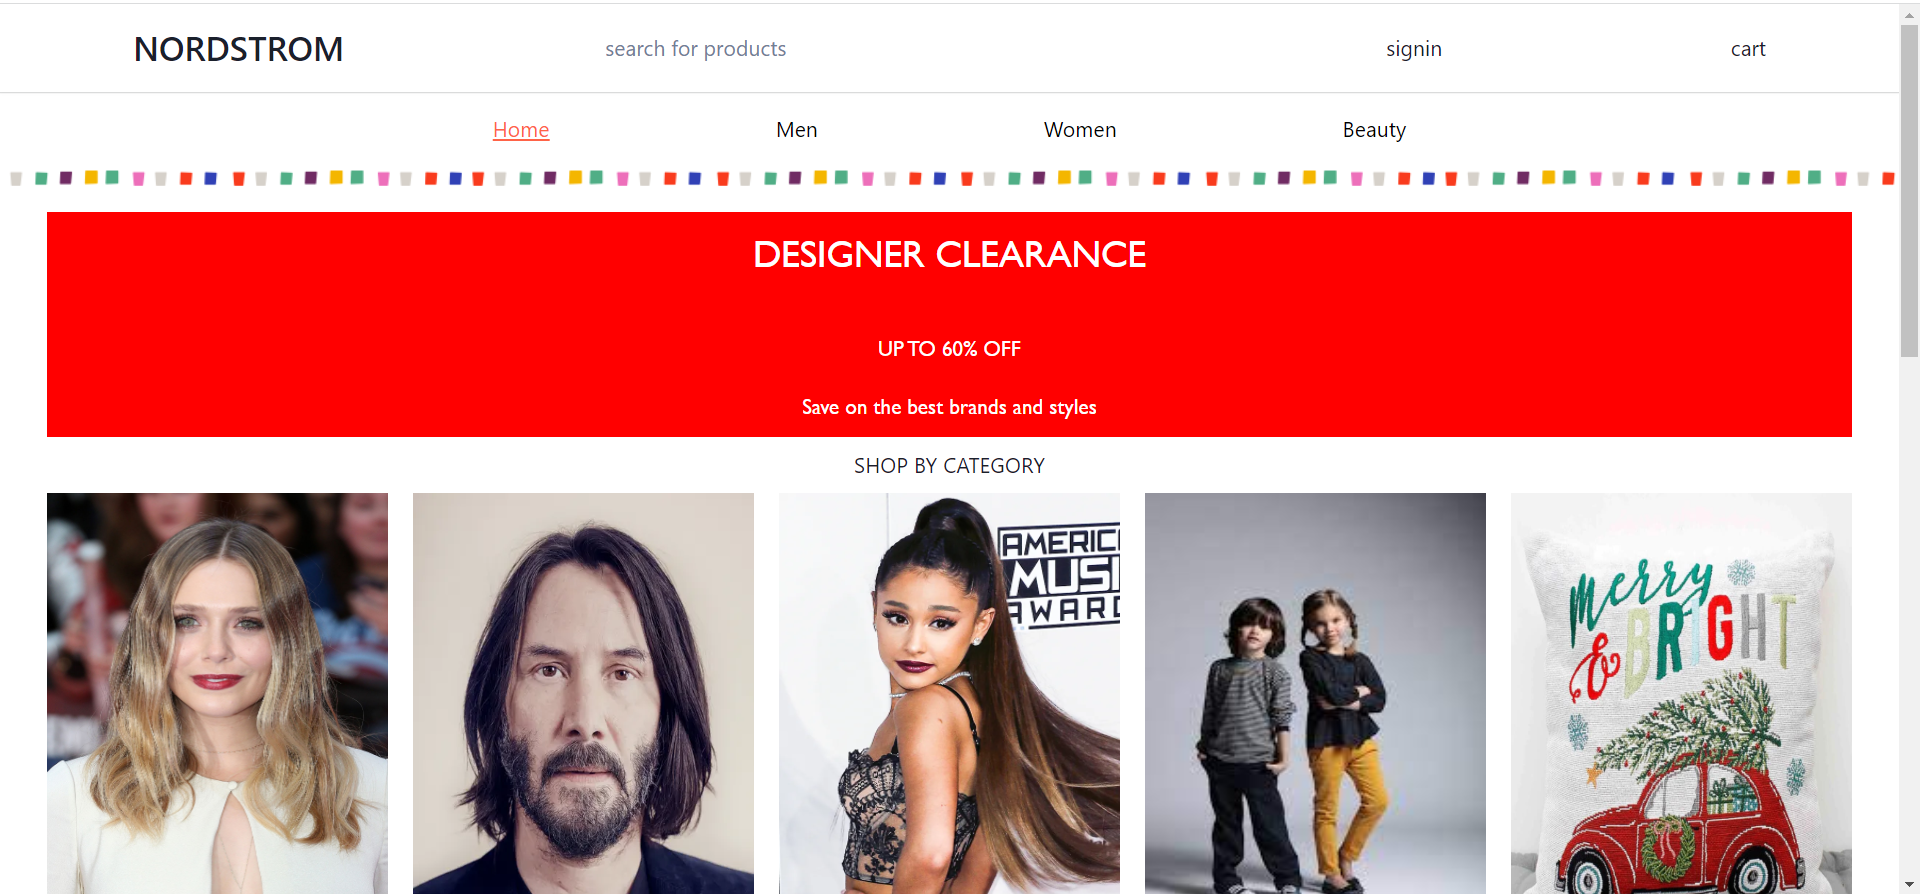 NORDSTROM
search for products
signin
cart
Home
Men
Women
Beauty
DESIGNER CLEARANCE
UP TO 60% OFF
Save on the best brands and styles
SHOP BY CATEGORY
AMERIC
MUSI
AWARD
Merry
& BRIGHT